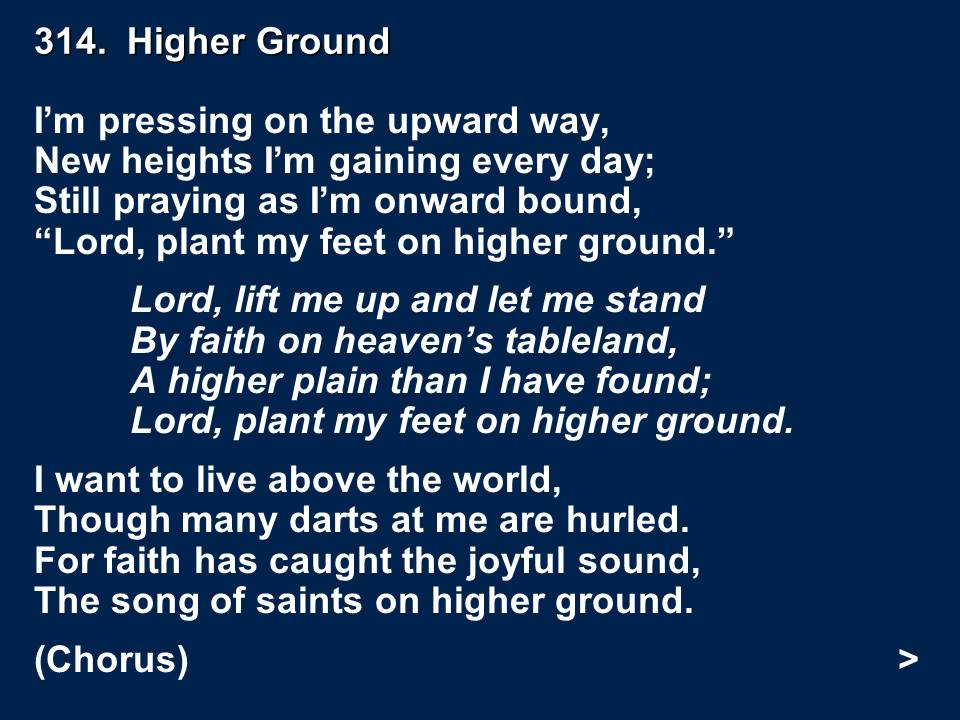 314.  Higher Ground
I’m pressing on the upward way,
New heights I’m gaining every day;
Still praying as I’m onward bound,
“Lord, plant my feet on higher ground.”
Lord, lift me up and let me stand
By faith on heaven’s tableland,
A higher plain than I have found;
Lord, plant my feet on higher ground.
I want to live above the world,
Though many darts at me are hurled.
For faith has caught the joyful sound,
The song of saints on higher ground.
(Chorus) >